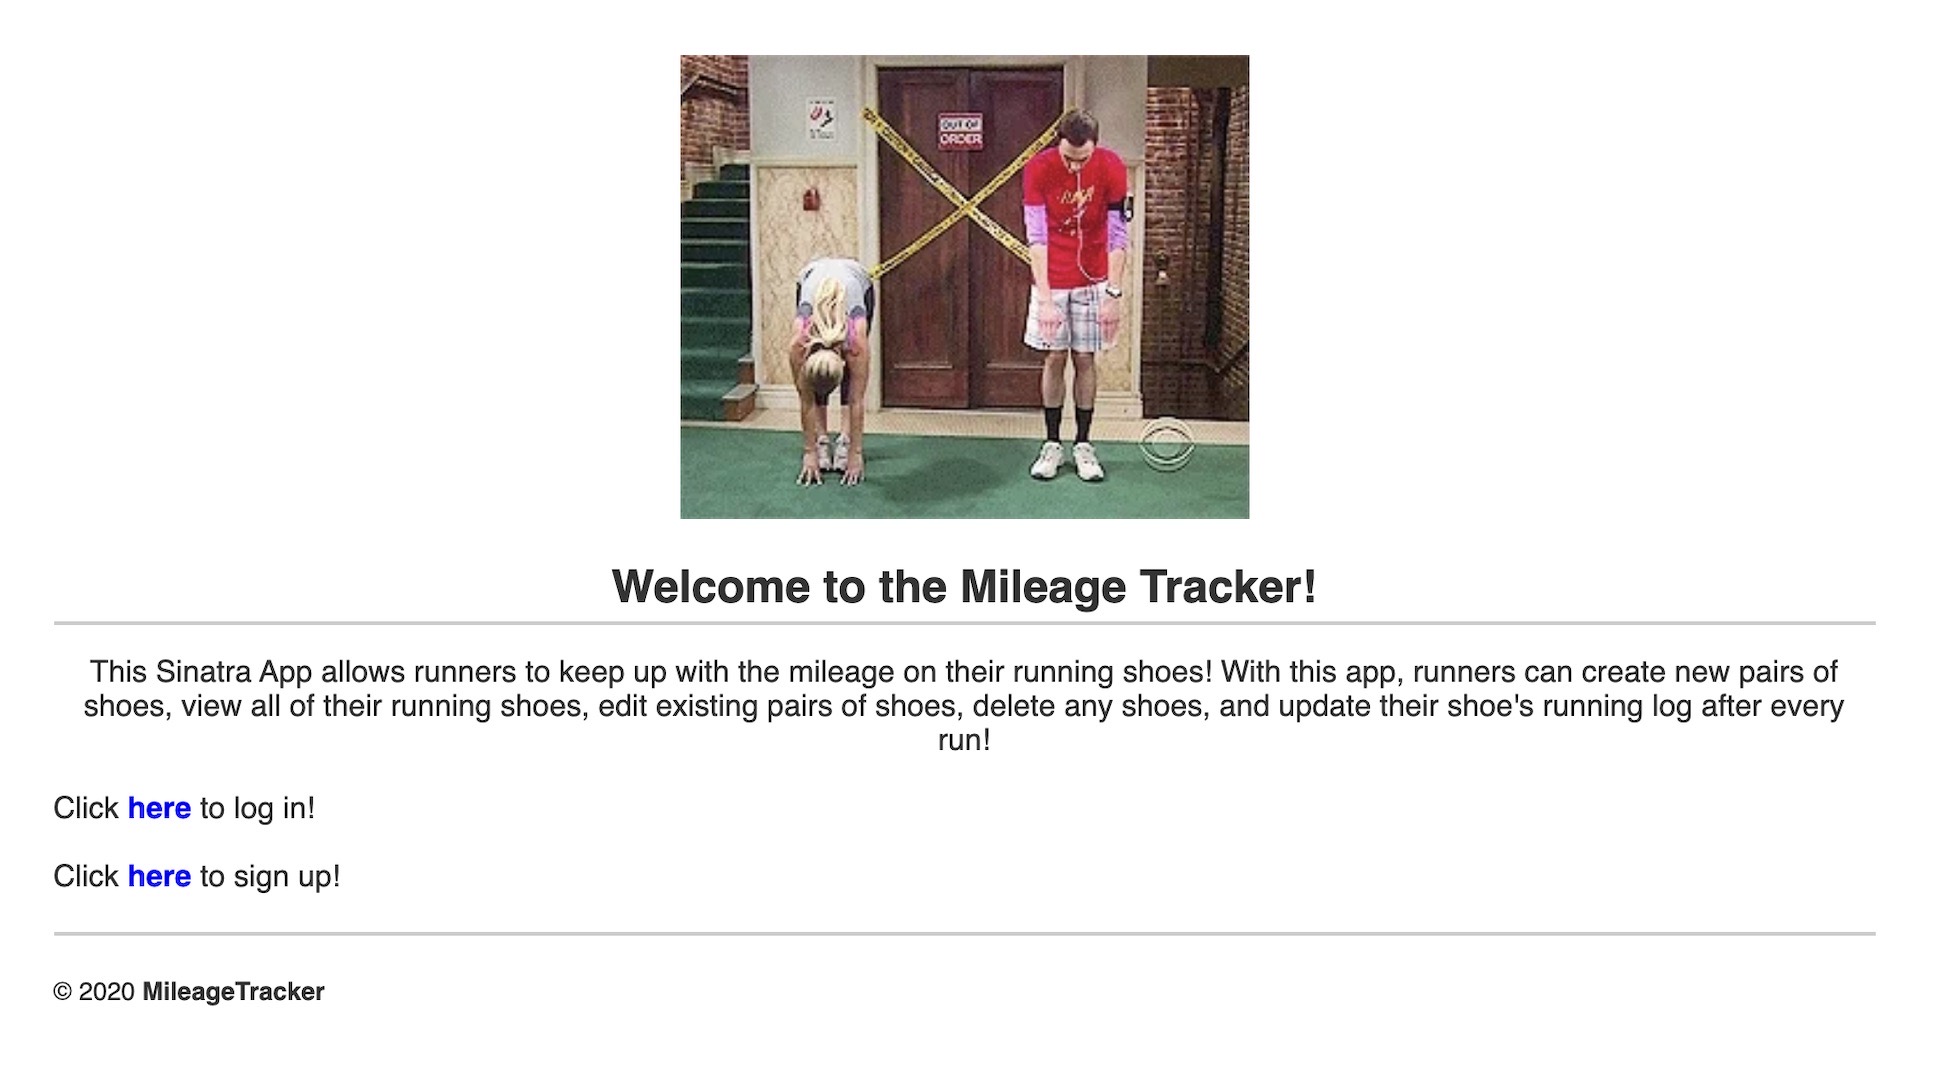 OUT OF
ORDER
Welcome to the Mileage Tracker!
This Sinatra App allows runners to keep up with the mileage on their running shoes! With this app, runners can create new pairs of
shoes, view all of their running shoes, edit existing pairs of shoes, delete any shoes, and update their shoe's running log after every
run!
Click here to log in!
Click here to sign up!
© 2020 MileageTracker